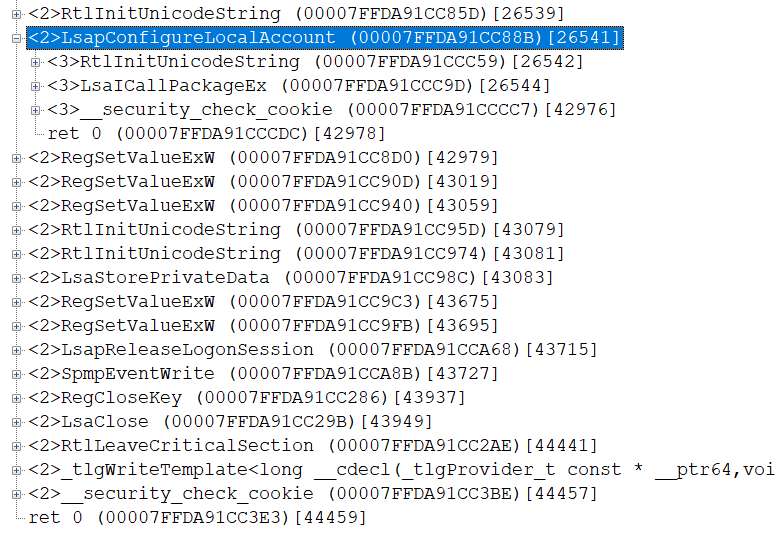 <2>RtlInitUnicodeString (00007FFDA91CC85D)[26539]
<2>LsapConfigureLocalAccount (00007FFDA91CC88B)[26541]
<3>RtlInitUnicodeString (00007FFDA91CCC59)[26542]
<3>LsaICallPackageEx (00007FFDA91CCC9D)[26544]
<3>__security_check_cookie (00007FFDA91CCCC7)[42976]
ret 0 (00007FFDA91CCCDC)[42978]
<2>RegSetValueExW (00007FFDA91CC8D0)[42979]
<2>RegSetValueExW (00007FFDA91CC90D)[43019]
<2>RegSetValueExW (00007FFDA91CC940)[43059]
<2>RtlInitUnicodeString (00007FFDA91CC95D)[43079]
<2>RtlInitUnicodeString (00007FFDA91CC974)[43081]
<2>LsaStorePrivateData (00007FFDA91CC98C)[43083]
<2>RegSetValueExW (00007FFDA91CC9C3)[43675]
<2>RegSetValueExW (00007FFDA91CC9FB)[43695]
<2>LsapReleaseLogonSession (00007FFDA91CCA68)[43715]
<2>SpmpEventWrite (00007FFDA91CCA8B)[43727]
<2>RegCloseKey (00007FFDA91CC286)[43937]
<2>LsaClose (00007FFDA91CC29B)[43949]
<2>RtlLeaveCriticalSection (00007FFDA91CC2AE)[44441]
<2>_tlgWriteTemplate<long __cdecl(_tlgProvider_t const * __ptr64,voi
<2>__security_check_cookie (00007FFDA91CC3BE)[44457]
ret 0 (00007FFDA91CC3E3)[44459]